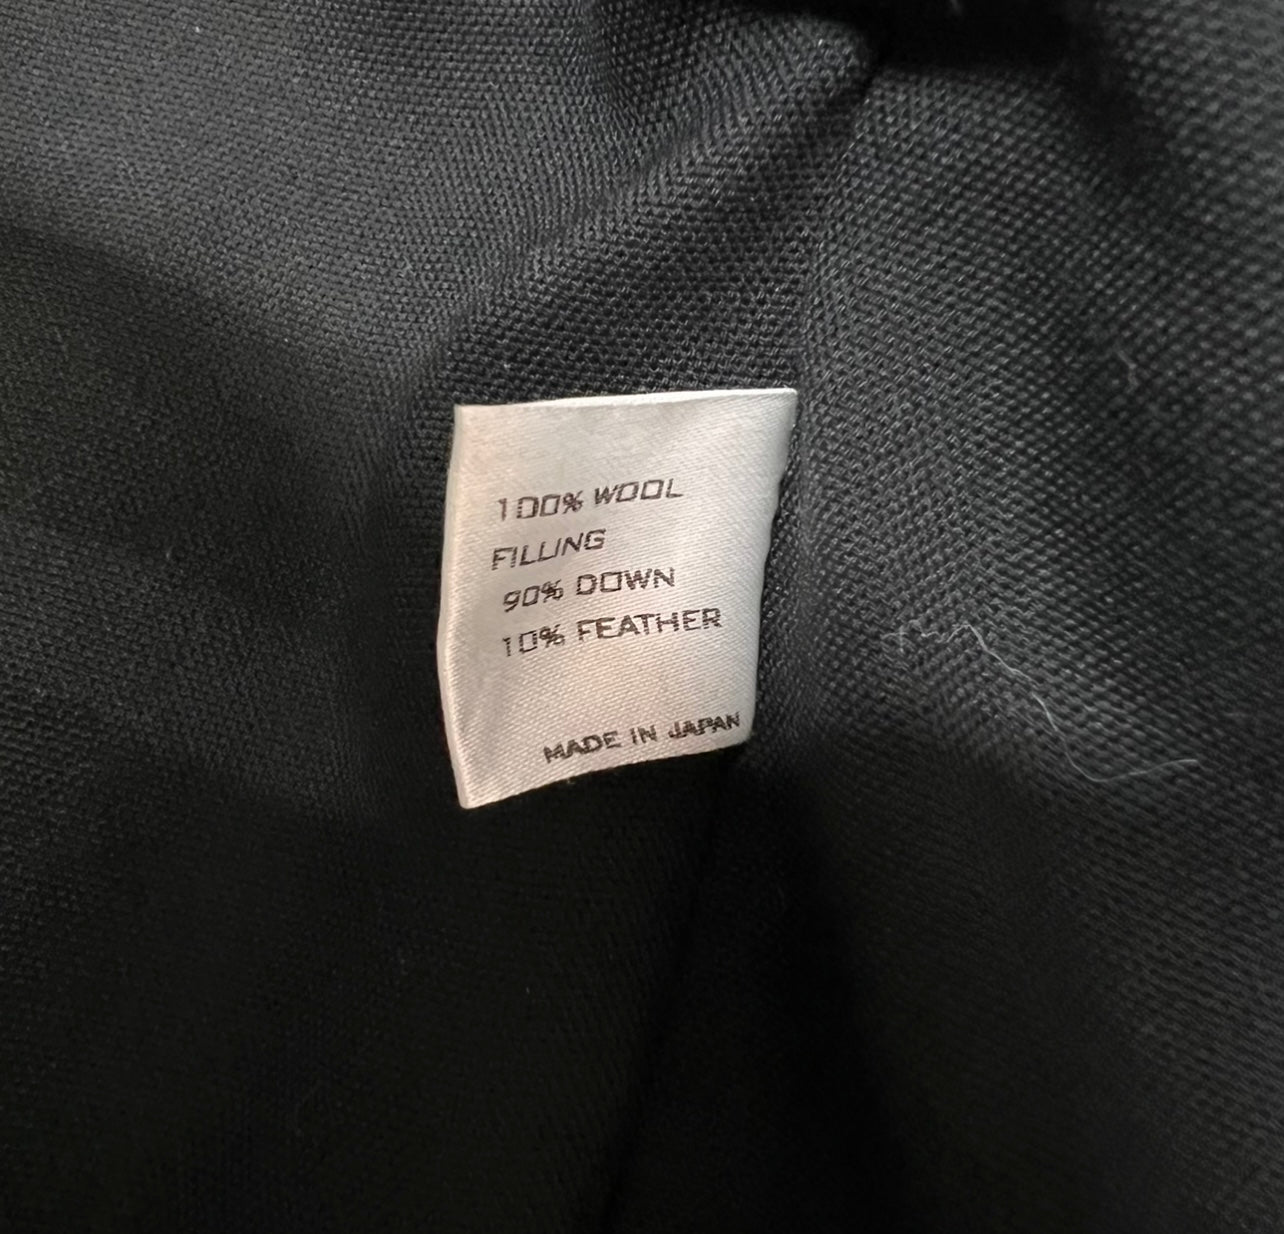 100% WOOL
FILLING
90% DOWN
10% FEATHER
MADE IN JAPAN